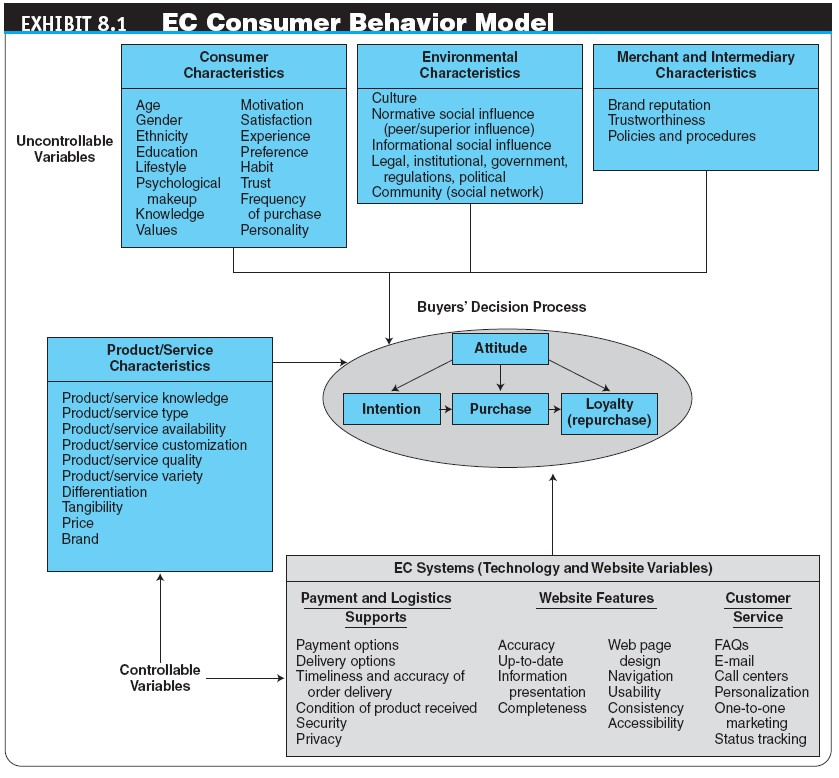 EXHIBIT 8.1 EC Consumer Behavior Model
Consumer
Characteristics
Age
Gender
Ethnicity
Education
Lifestyle
Psychological
makeup
Knowledge
Values
Motivation
Satisfaction
Experience
Preference
Habit
Trust
Frequency
of purchase
Personality
Environmental
Characteristics
Culture
Normative social influence
(peer/superior influence)
Informational social influence
Legal, institutional, government,
regulations, political
Community (social network)
Merchant and Intermediary
Characteristics
Brand reputation
Trustworthiness
Policies and procedures
Uncontrollable
Variables
Buyers' Decision Process
Attitude
Intention
Purchase
Loyalty
(repurchase)
Product/Service
Characteristics
Product/service knowledge
Product/service type
Product/service availability
Product/service customization
Product/service quality
Product/service variety
Differentiation
Tangibility
Price
Brand
Controllable
Variables
EC Systems (Technology and Website Variables)
Payment and Logistics
Supports
Payment options
Delivery options
Timeliness and accuracy of
order delivery
Condition of product received
Security
Privacy
Website Features
Accuracy
Up-to-date
Information
presentation
Completeness
Web page
design
Navigation
Usability
Consistency
Accessibility
Customer
Service
FAQs
E-mail
Call centers
Personalization
One-to-one
marketing
Status tracking